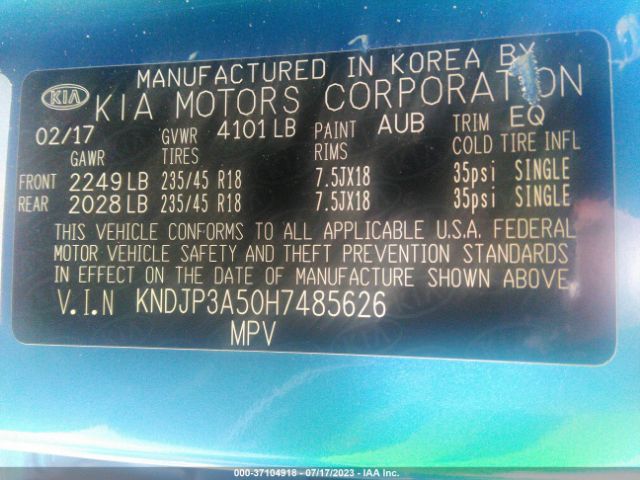 MANUFACTURED IN KOREA BY
KIA KIA MOTORS CORPORATION
02/17 GVWR 4101 LB PAINT AUB TRIM EQ
GAWR TIRES RIMS COLD TIRE INFL
FRONT 2249 LB 235/45 R18 7.5JX18 35psi SINGLE
REAR 2028 LB 235/45 R18 7.5JX18 35psi SINGLE
THIS VEHICLE CONFORMS TO ALL APPLICABLE U.S.A. FEDERAL
MOTOR VEHICLE SAFETY AND THEFT PREVENTION STANDARDS
IN EFFECT ON THE DATE OF MANUFACTURE SHOWN ABOVE.
V.I.N KNDJP3A50H7485626
MPV
000-37104918 - 07/17/2023 - IAA Inc.